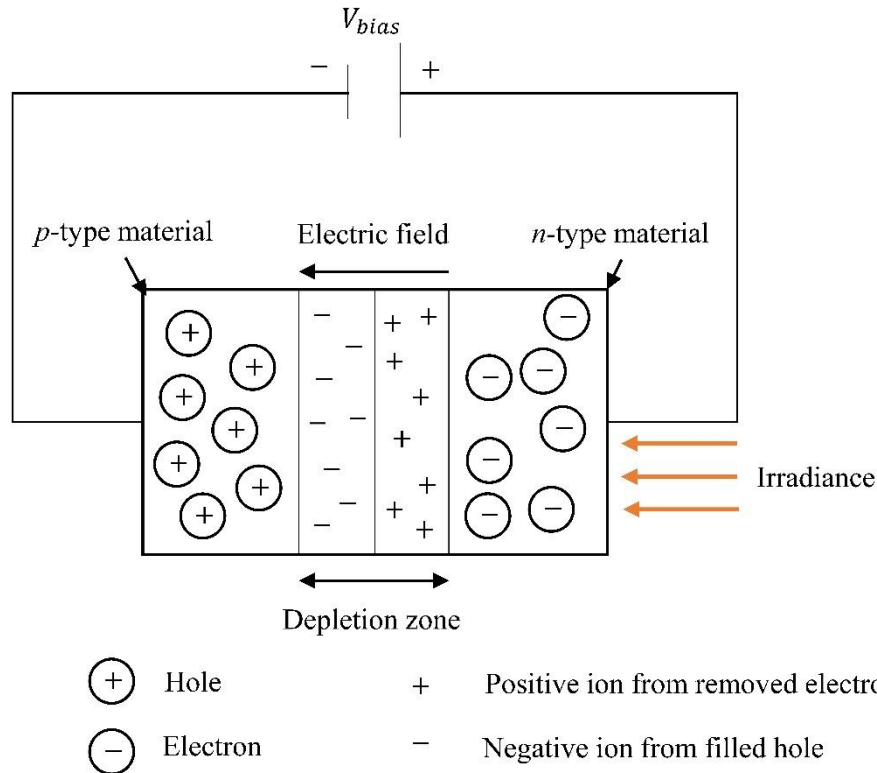 V_bias
− +
p-type material
Electric field
n-type material
Irradiance
Depletion zone
+ Hole
+ Positive ion from removed electro
− Electron
− Negative ion from filled hole